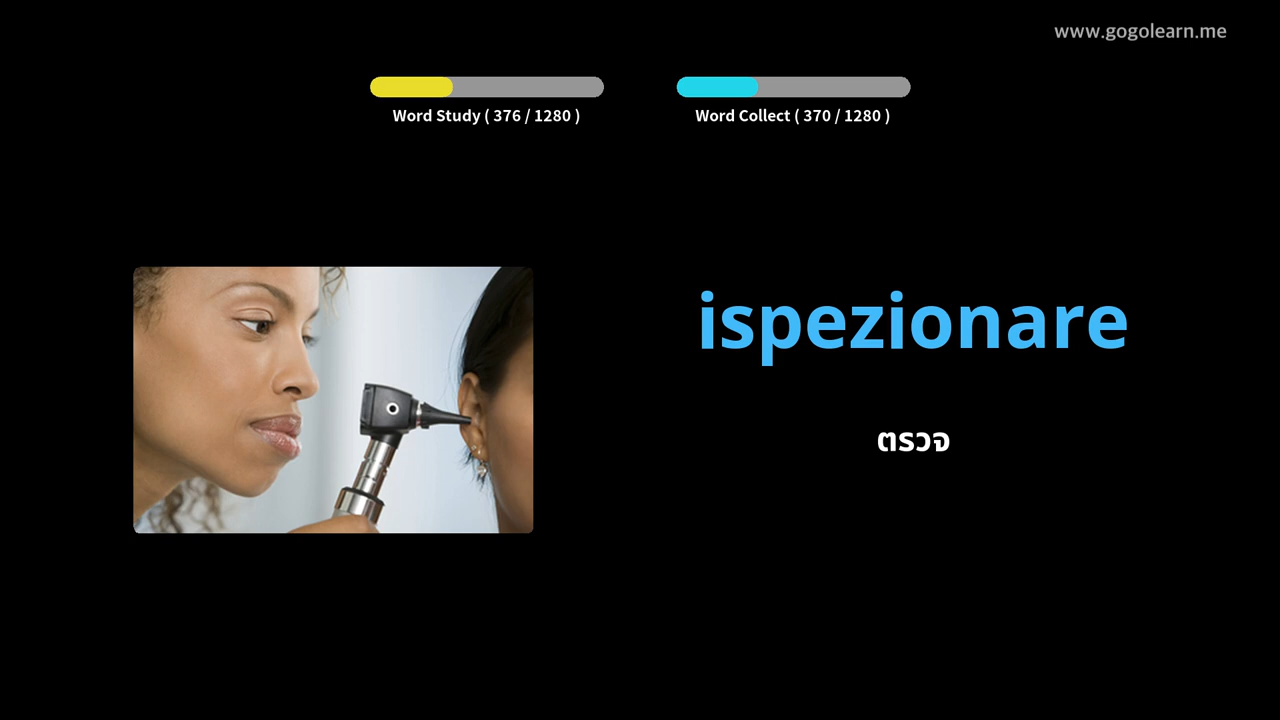 www.gogolearn.me
Word Study ( 376 / 1280 )
Word Collect ( 370 / 1280 )
ispezionare
ตรวจ